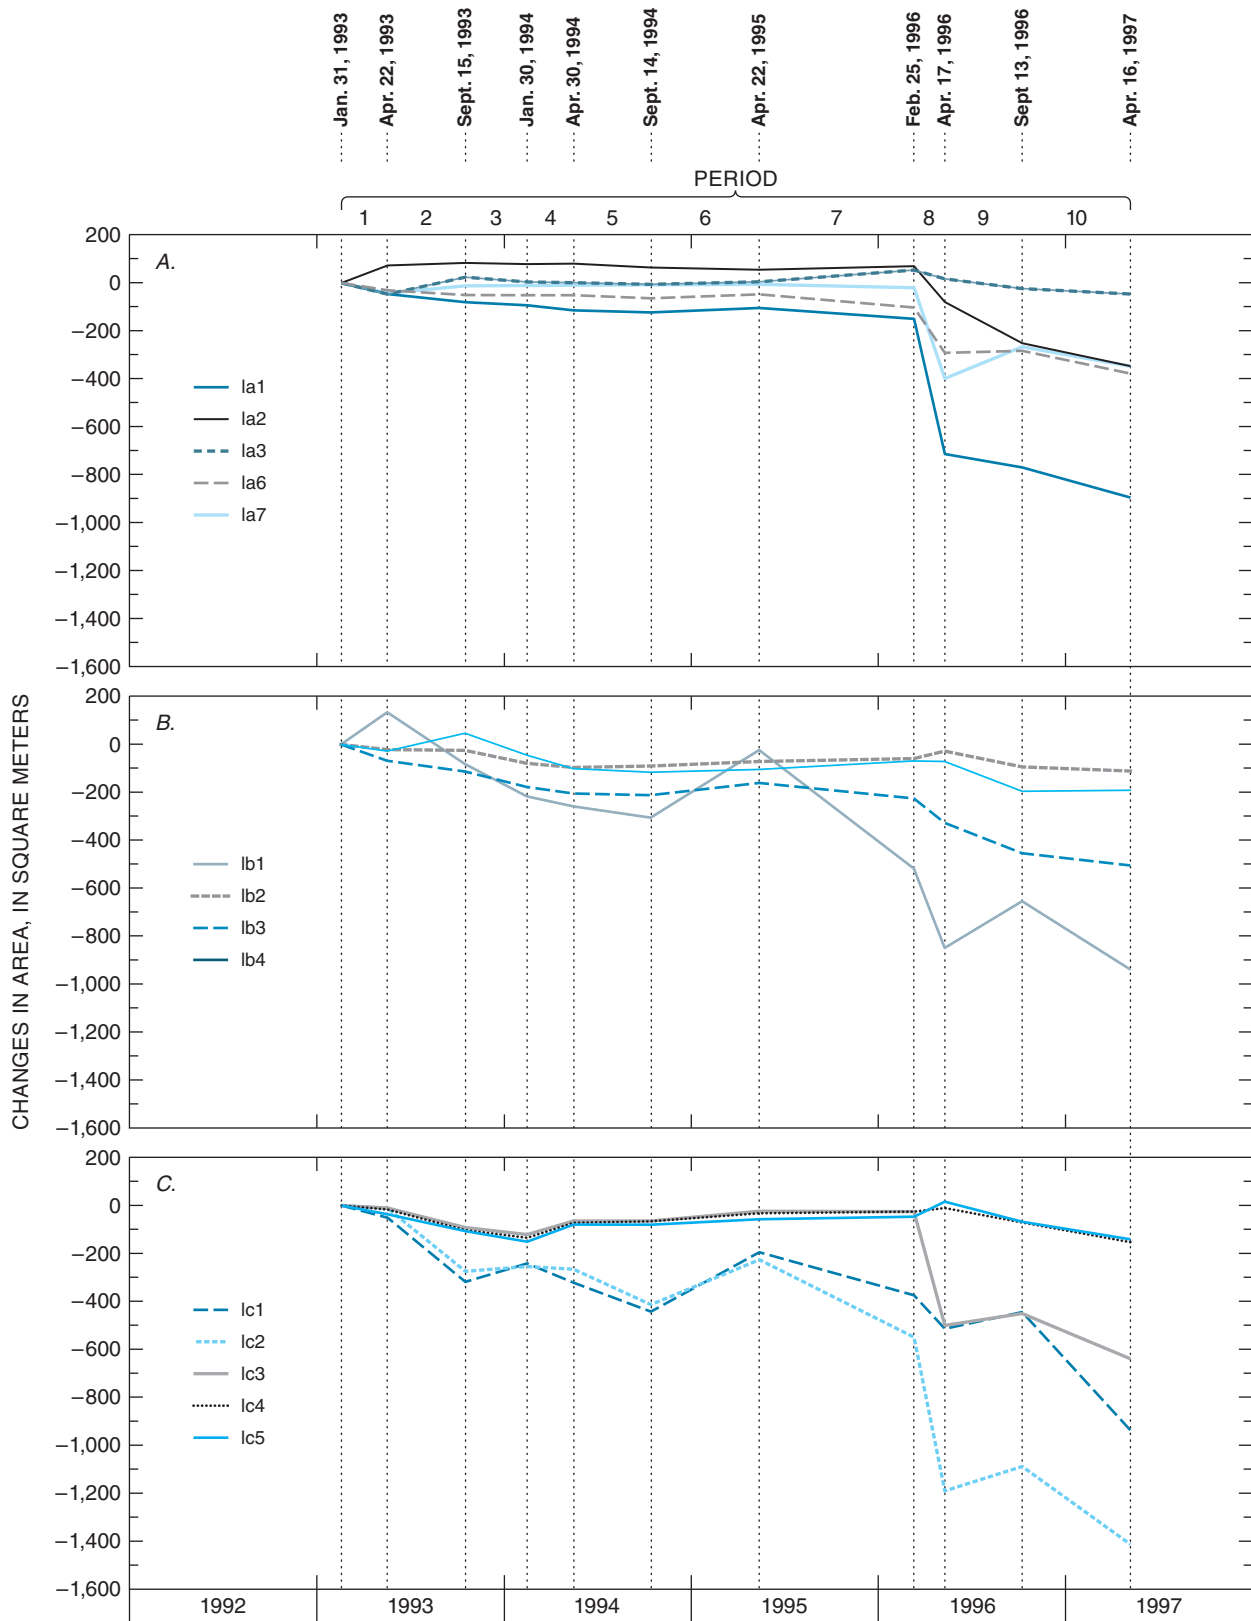 Jan. 31, 1993
Apr. 22, 1993
Sept. 15, 1993
Jan. 30, 1994
Apr. 30, 1994
Sept. 14, 1994
Apr. 22, 1995
Feb. 25, 1996
Apr. 17, 1996
Sept 13, 1996
Apr. 16, 1997
PERIOD
1 2 3 4 5 6 7 8 9 10
CHANGES IN AREA, IN SQUARE METERS
A.
200
0
−200
−400
−600
−800
−1,000
−1,200
−1,400
−1,600
Ia1
Ia2
Ia3
Ia6
Ia7
B.
200
0
−200
−400
−600
−800
−1,000
−1,200
−1,400
−1,600
Ib1
Ib2
Ib3
Ib4
C.
200
0
−200
−400
−600
−800
−1,000
−1,200
−1,400
−1,600
Ic1
Ic2
Ic3
Ic4
Ic5
1992 1993 1994 1995 1996 1997